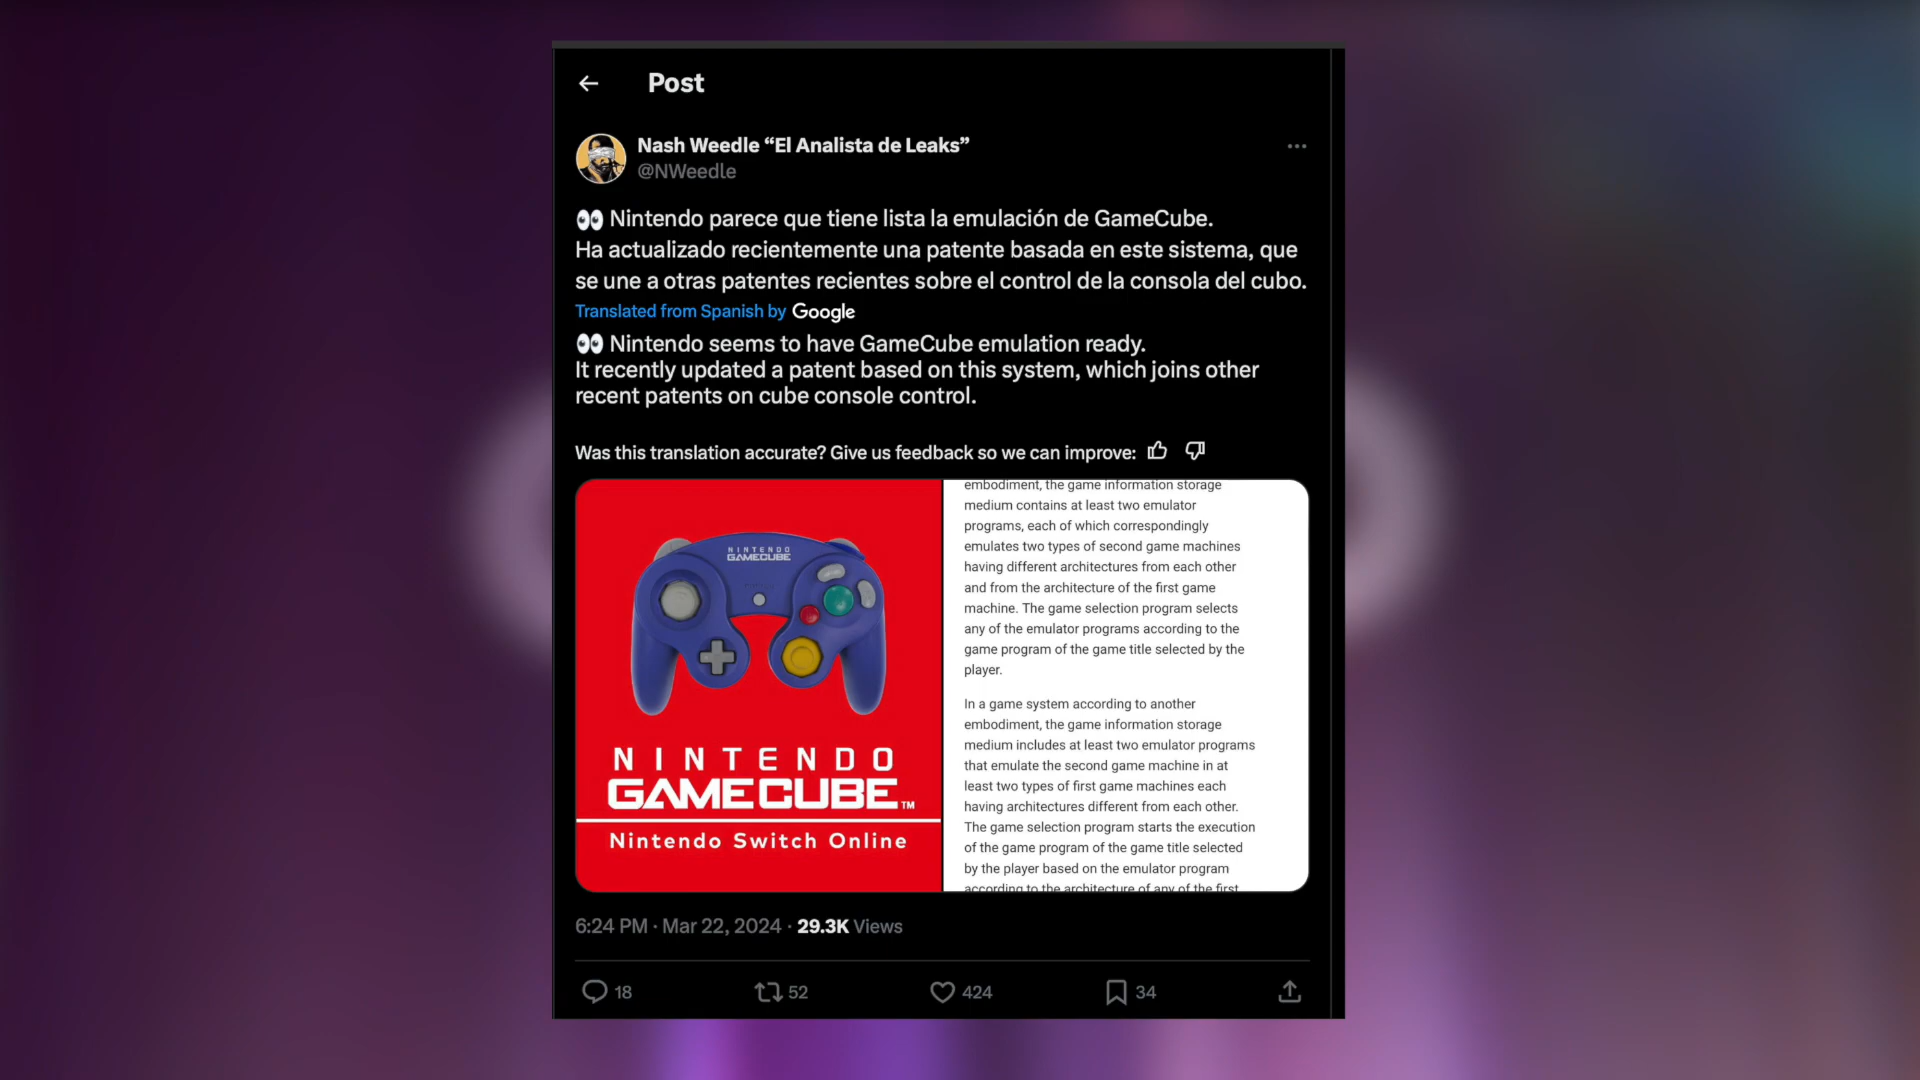 Post
Nash Weedle “El Analista de Leaks”
@NWeedle
👀 Nintendo parece que tiene lista la emulación de GameCube.
Ha actualizado recientemente una patente basada en este sistema, que
se une a otras patentes recientes sobre el control de la consola del cubo.
Translated from Spanish by Google
👀 Nintendo seems to have GameCube emulation ready.
It recently updated a patent based on this system, which joins other
recent patents on cube console control.
Was this translation accurate? Give us feedback so we can improve:
NINTENDO
GAMECUBE
NINTENDO
GAMECUBE™
Nintendo Switch Online
embodiment, the game information storage
medium contains at least two emulator
programs, each of which correspondingly
emulates two types of second game machines
having different architectures from each other
and from the architecture of the first game
machine. The game selection program selects
any of the emulator programs according to the
game program of the game title selected by the
player.
In a game system according to another
embodiment, the game information storage
medium includes at least two emulator programs
that emulate the second game machine in at
least two types of first game machines each
having architectures different from each other.
The game selection program starts the execution
of the game program of the game title selected
by the player based on the emulator program
according to the architecture of any of the first
6:24 PM · Mar 22, 2024 · 29.3K Views
18 52 424 34